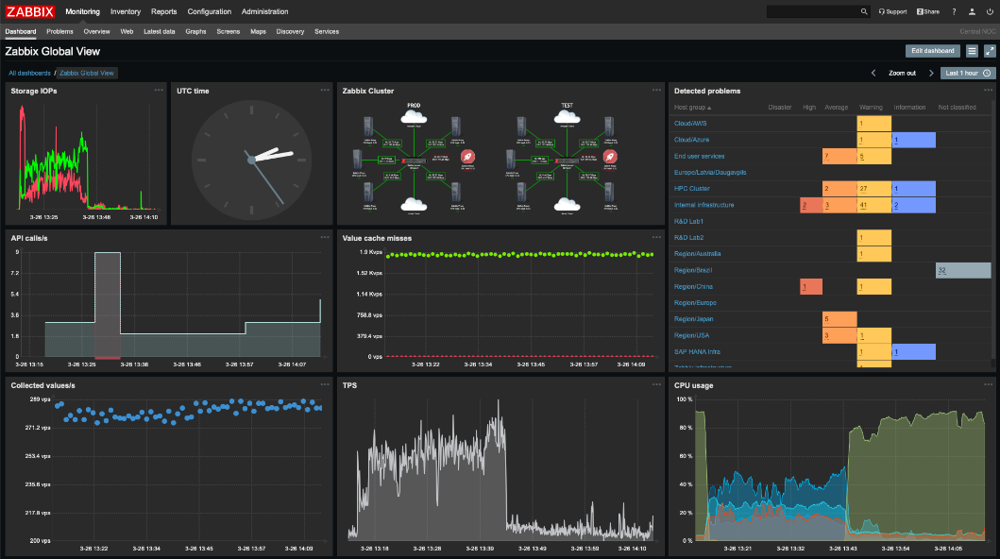 ZABBIX Monitoring Inventory Reports Configuration Administration Support Share ?
Dashboard Problems Overview Web Latest data Graphs Screens Maps Discovery Services Central NOC
Zabbix Global View Edit dashboard
All dashboards / Zabbix Global View Zoom out Last 1 hour
Storage IOPs
3-26 13:25 3-26 13:48 3-26 14:10
UTC time
Zabbix Cluster
PROD TEST
Detected problems
Host group Disaster High Average Warning Information Not classified
Cloud/AWS 1
Cloud/Azure 1 1
End user services 7 5
Europe/Latvia/Daugavpils
HPC Cluster 2 27 1
Internal infrastructure 2 3 41 2
R&D Lab1
R&D Lab2 1
Region/Australia 1
Region/Brazil 32
Region/China 1 1
Region/Europe
Region/Japan 5
Region/USA 3 1
SAP HANA Infra 1 1
API calls/s
9
7.2
5.4
3.6
1.8
0
3-26 13:15 3-26 13:25 3-26 13:36 3-26 13:46 3-26 13:57 3-26 14:07
Value cache misses
1.9 Kvps
1.52 Kvps
1.14 Kvps
758.8 vps
379.4 vps
0 vps
3-26 13:22 3-26 13:34 3-26 13:45 3-26 13:57 3-26 14:09
Collected values/s
289 vps
271.2 vps
253.4 vps
235.6 vps
217.8 vps
200 vps
3-26 13:22 3-26 13:34 3-26 13:45 3-26 13:57 3-26 14:09
TPS
3-26 13:18 3-26 13:28 3-26 13:39 3-26 13:49 3-26 13:59 3-26 14:10
CPU usage
100 %
80 %
60 %
40 %
20 %
0 %
3-26 13:21 3-26 13:32 3-26 13:43 3-26 13:54 3-26 14:05